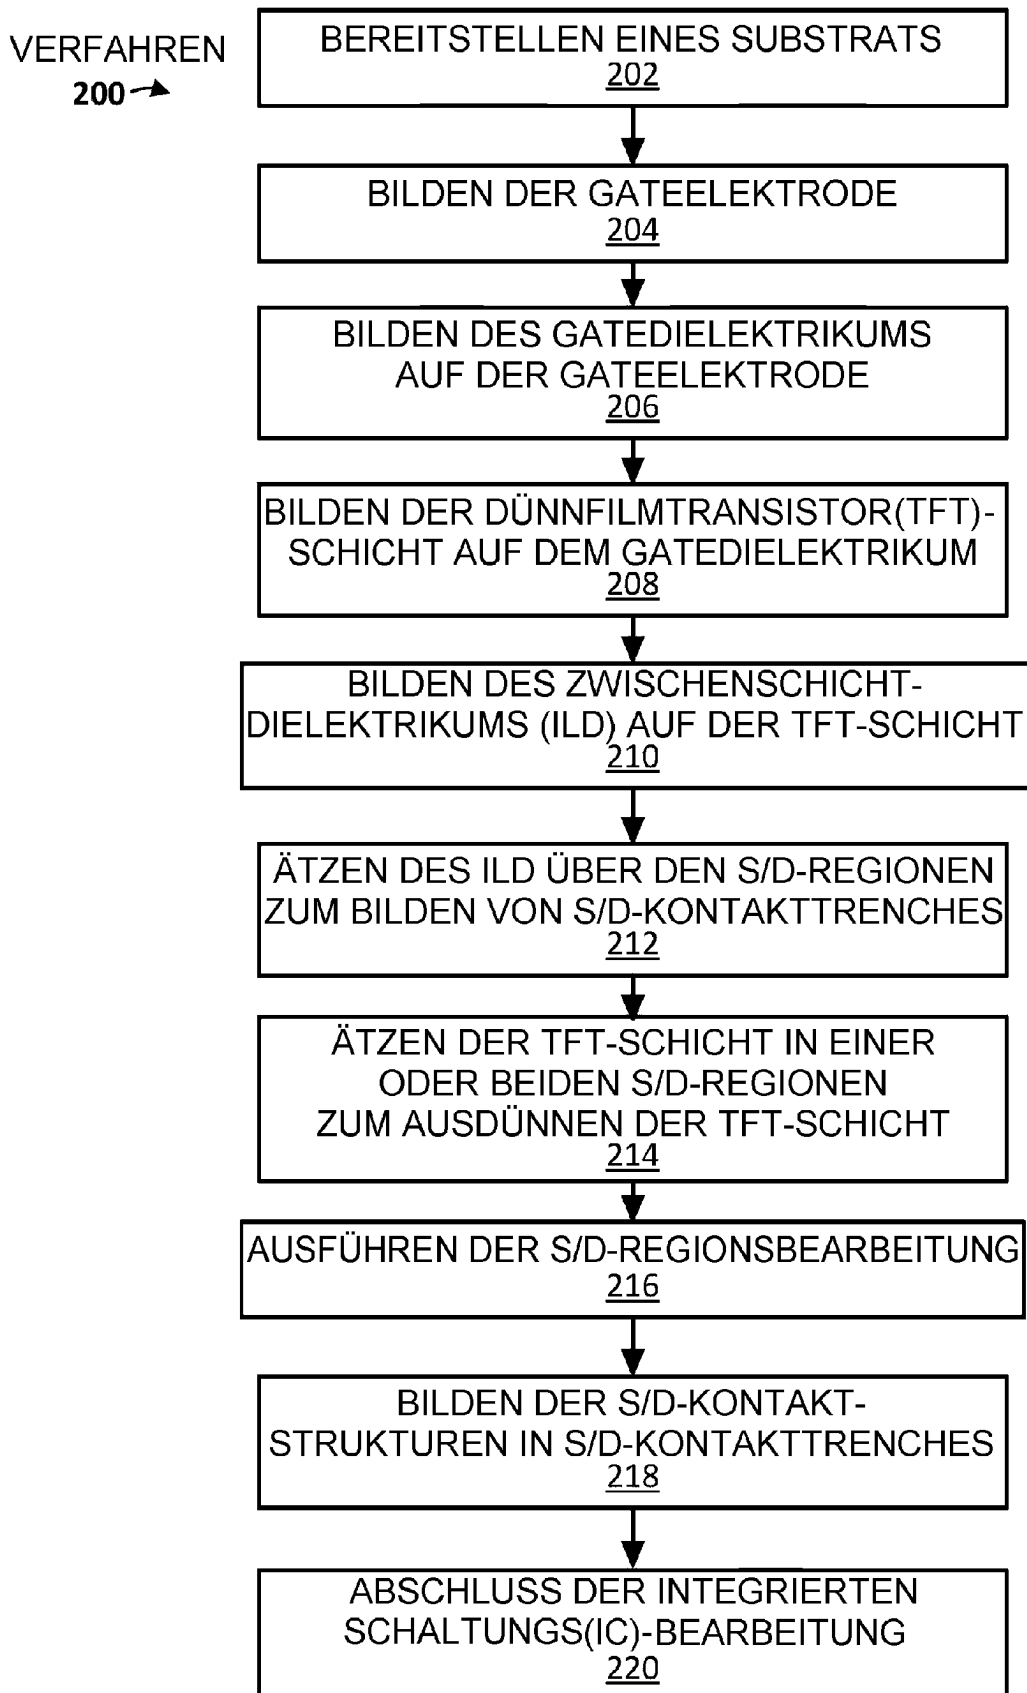 VERFAHREN
200
BEREITSTELLEN EINES SUBSTRATS
202
BILDEN DER GATEELEKTRODE
204
BILDEN DES GATEDIELEKTRIKUMS
AUF DER GATEELEKTRODE
206
BILDEN DER DÜNNFILMTRANSISTOR(TFT)-
SCHICHT AUF DEM GATEDIELEKTRIKUM
208
BILDEN DES ZWISCHENSCHICHT-
DIELEKTRIKUMS (ILD) AUF DER TFT-SCHICHT
210
ÄTZEN DES ILD ÜBER DEN S/D-REGIONEN
ZUM BILDEN VON S/D-KONTAKTTRENCHES
212
ÄTZEN DER TFT-SCHICHT IN EINER
ODER BEIDEN S/D-REGIONEN
ZUM AUSDÜNNEN DER TFT-SCHICHT
214
AUSFÜHREN DER S/D-REGIONSBEARBEITUNG
216
BILDEN DER S/D-KONTAKT-
STRUKTUREN IN S/D-KONTAKTTRENCHES
218
ABSCHLUSS DER INTEGRIERTEN
SCHALTUNGS(IC)-BEARBEITUNG
220